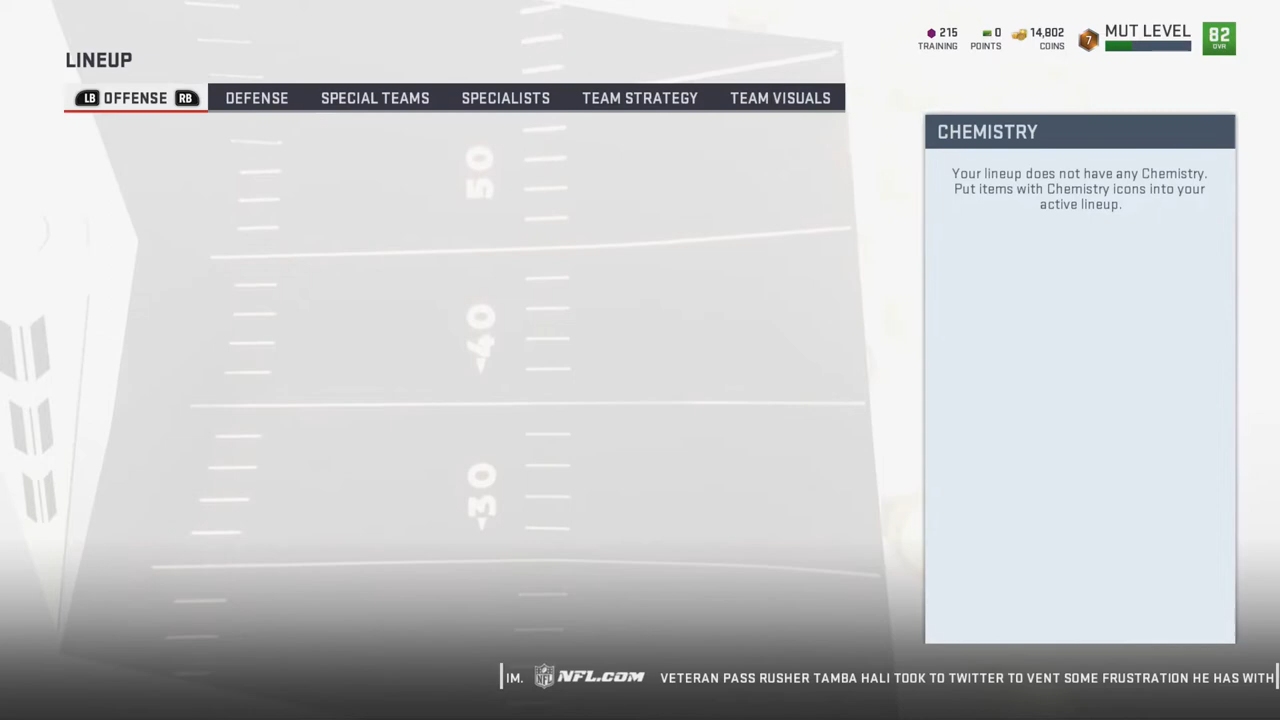 LINEUP
215 TRAINING
0 POINTS
14,802 COINS
7
MUT LEVEL
82 OVR
LB OFFENSE RB
DEFENSE
SPECIAL TEAMS
SPECIALISTS
TEAM STRATEGY
TEAM VISUALS
CHEMISTRY
Your lineup does not have any Chemistry.
Put items with Chemistry icons into your
active lineup.
50
40
30
IM. NFL NFL.COM VETERAN PASS RUSHER TAMBA HALI TOOK TO TWITTER TO VENT SOME FRUSTRATION HE HAS WITH